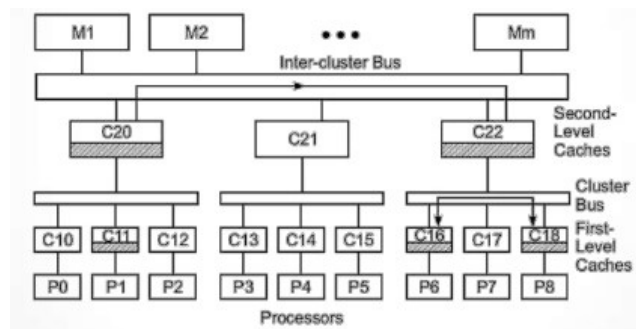 M1 M2 ••• Mm
Inter-cluster Bus
C20 C21 C22
Second-
Level
Caches
Cluster
Bus
C10 C11 C12 C13 C14 C15 C16 C17 C18
First-
Level
Caches
P0 P1 P2 P3 P4 P5 P6 P7 P8
Processors